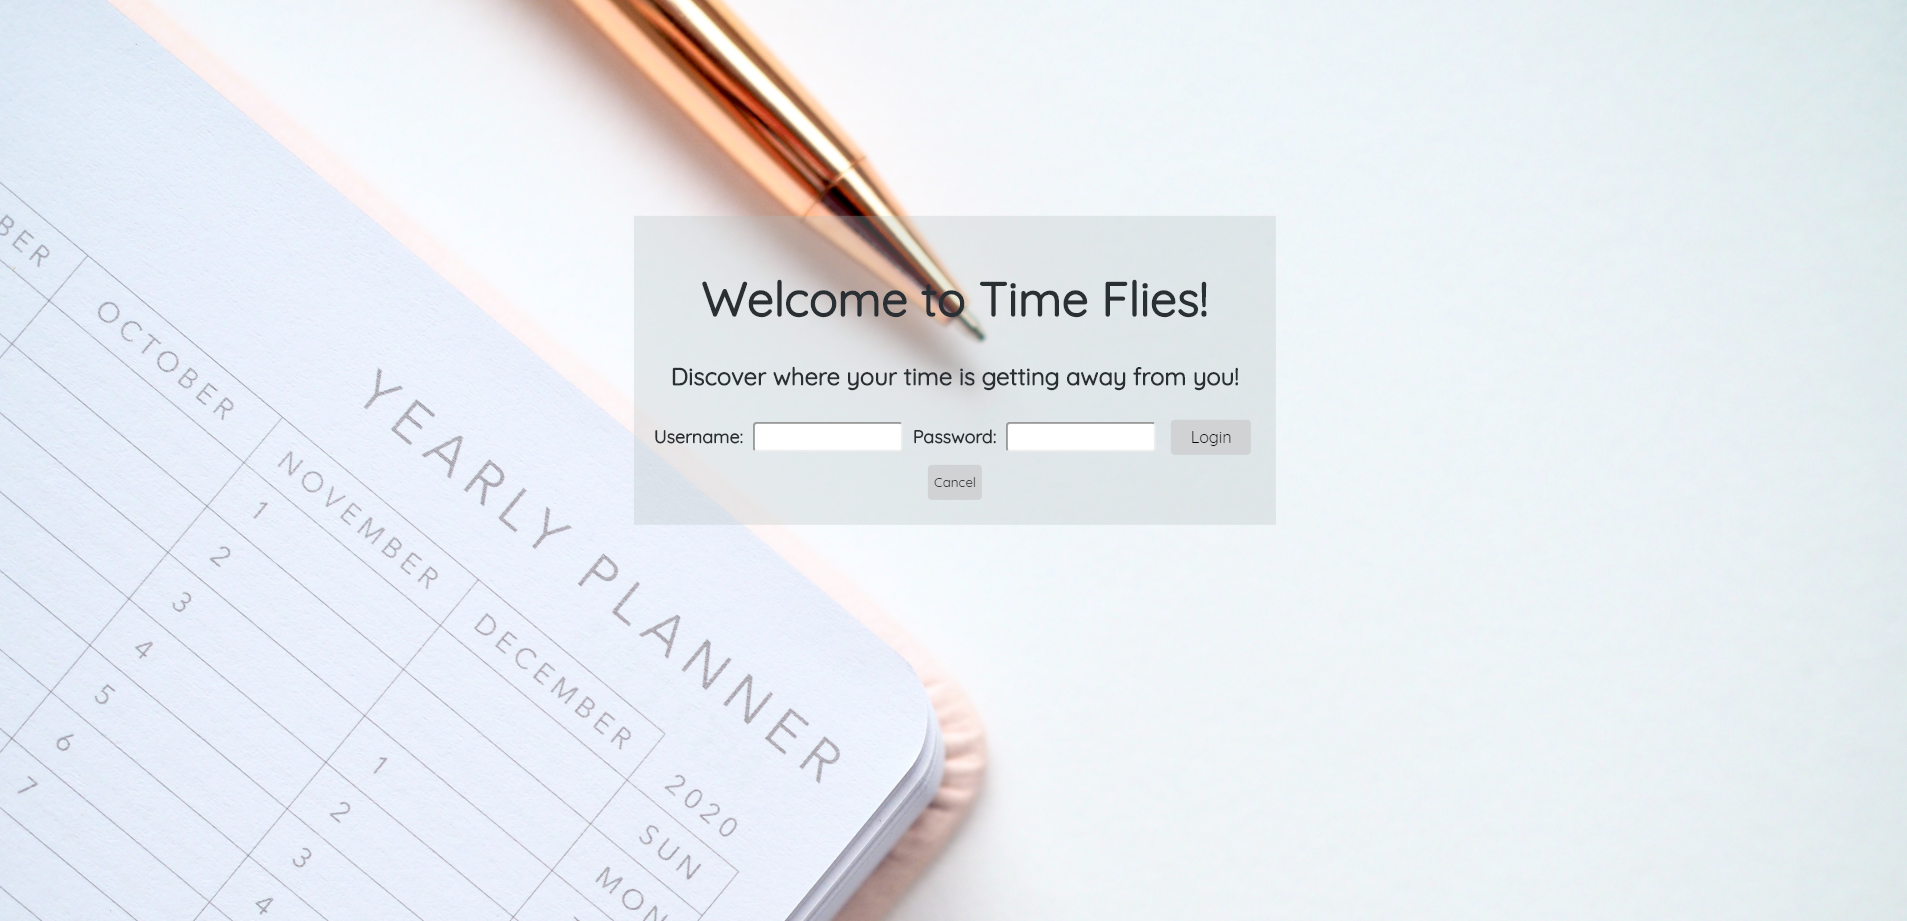 Welcome to Time Flies!
Discover where your time is getting away from you!
Username: Password: Login
Cancel
BER
OCTOBER
NOVEMBER
DECEMBER
YEARLY PLANNER
2020
SUN
MON
1
2
3
4
5
6
7
1
2
3
4